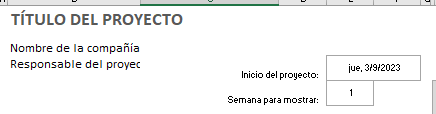 TÍTULO DEL PROYECTO
Nombre de la compañía
Responsable del proyec
Inicio del proyecto: jue, 3/9/2023
Semana para mostrar: 1